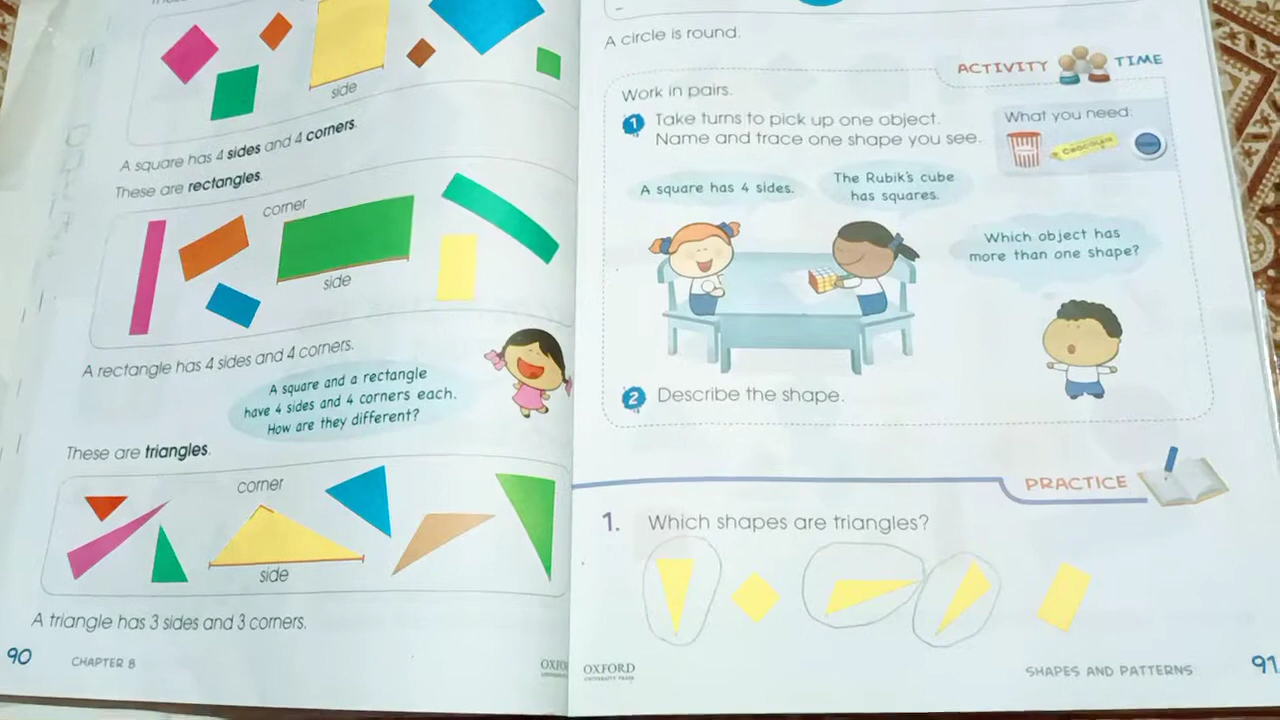 side
A square has 4 sides and 4 corners.
These are rectangles.
corner
side
A rectangle has 4 sides and 4 corners.
A square and a rectangle
have 4 sides and 4 corners each.
How are they different?
These are triangles.
corner
side
A triangle has 3 sides and 3 corners.
90
CHAPTER 8
A circle is round.
ACTIVITY TIME
Work in pairs.
1 Take turns to pick up one object.
Name and trace one shape you see.
What you need:
CHOCOLATE
A square has 4 sides.
The Rubik's cube
has squares.
Which object has
more than one shape?
2 Describe the shape.
PRACTICE
1. Which shapes are triangles?
OXFORD
UNIVERSITY PRESS
SHAPES AND PATTERNS
91